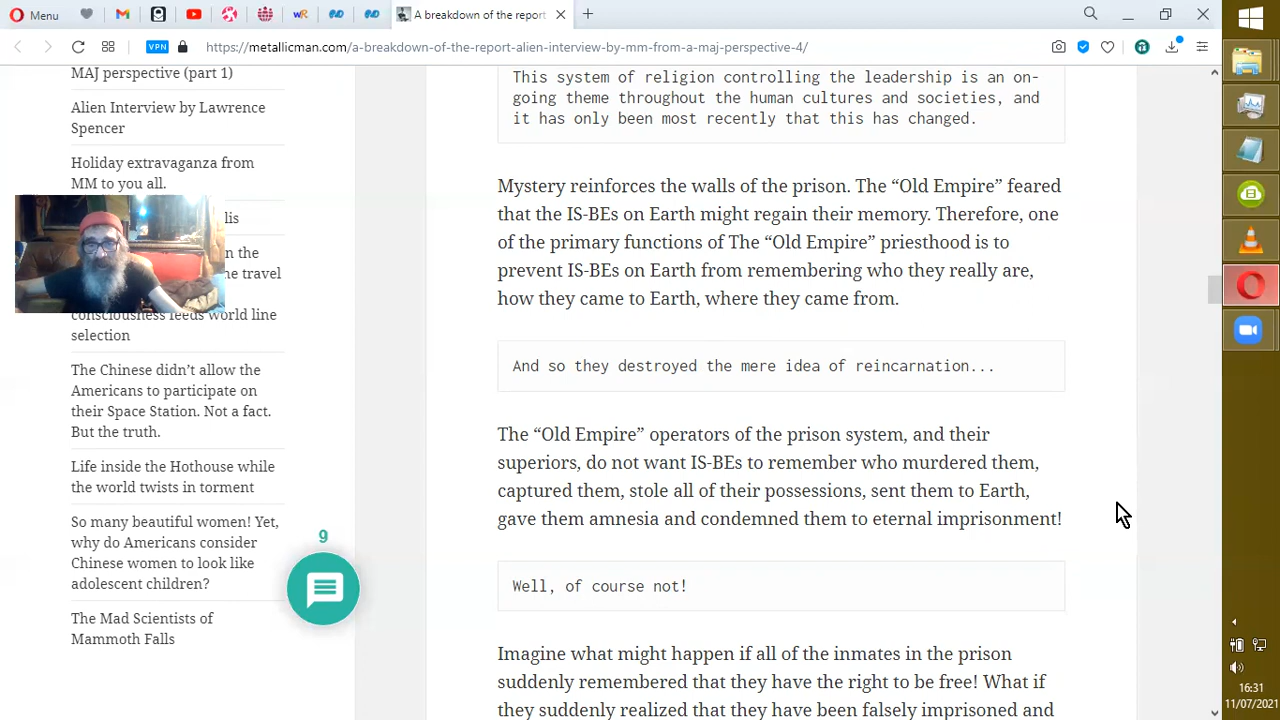 Menu
A breakdown of the report
VPN
https://metallicman.com/a-breakdown-of-the-report-alien-interview-by-mm-from-a-maj-perspective-4/
MAJ perspective (part 1)
Alien Interview by Lawrence
Spencer
Holiday extravaganza from
MM to you all.
lis
n the
ne travel
consciousness feeds world line
selection
The Chinese didn’t allow the
Americans to participate on
their Space Station. Not a fact.
But the truth.
Life inside the Hothouse while
the world twists in torment
So many beautiful women! Yet,
why do Americans consider
Chinese women to look like
adolescent children?
The Mad Scientists of
Mammoth Falls
9
This system of religion controlling the leadership is an on-
going theme throughout the human cultures and societies, and
it has only been most recently that this has changed.
Mystery reinforces the walls of the prison. The “Old Empire” feared
that the IS-BEs on Earth might regain their memory. Therefore, one
of the primary functions of The “Old Empire” priesthood is to
prevent IS-BEs on Earth from remembering who they really are,
how they came to Earth, where they came from.
And so they destroyed the mere idea of reincarnation...
The “Old Empire” operators of the prison system, and their
superiors, do not want IS-BEs to remember who murdered them,
captured them, stole all of their possessions, sent them to Earth,
gave them amnesia and condemned them to eternal imprisonment!
Well, of course not!
Imagine what might happen if all of the inmates in the prison
suddenly remembered that they have the right to be free! What if
they suddenly realized that they have been falsely imprisoned and
16:31
11/07/2021